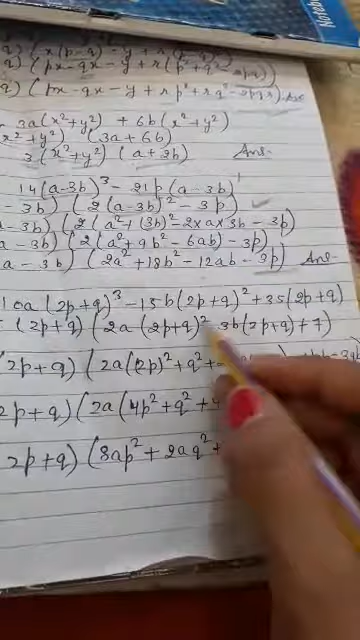 q) (x(p-q) - y + r(p-q)
q) (px - qx - y + r(p²+q²-2pq))
q) (px - qx - y + rp² + rq² - 2pqr) Ans
3a(x²+y²) + 6b(x²+y²)
x²+y²) (3a + 6b)
3 (x²+y²) (a + 2b) Ans.
14(a-3b)³ - 21p(a-3b)
- 3b) (2(a-3b)² - 3p)
a-3b) (2(a²+(3b)²-2×a×3b - 3p)
a-3b) (2(a²+9b²-6ab) - 3p)
a-3b) (2a²+18b²-12ab - 3p) Ans
10a(2p+q)³ - 15b(2p+q)² + 35(2p+q)
(2p+q) (2a(2p+q)² 3b(2p+q) + 7)
2p+q) (2a(2p)² + q² +
2p+q) (2a(4p² + q² + 4
2p+q) (8ap² + 2aq² +
Notebook